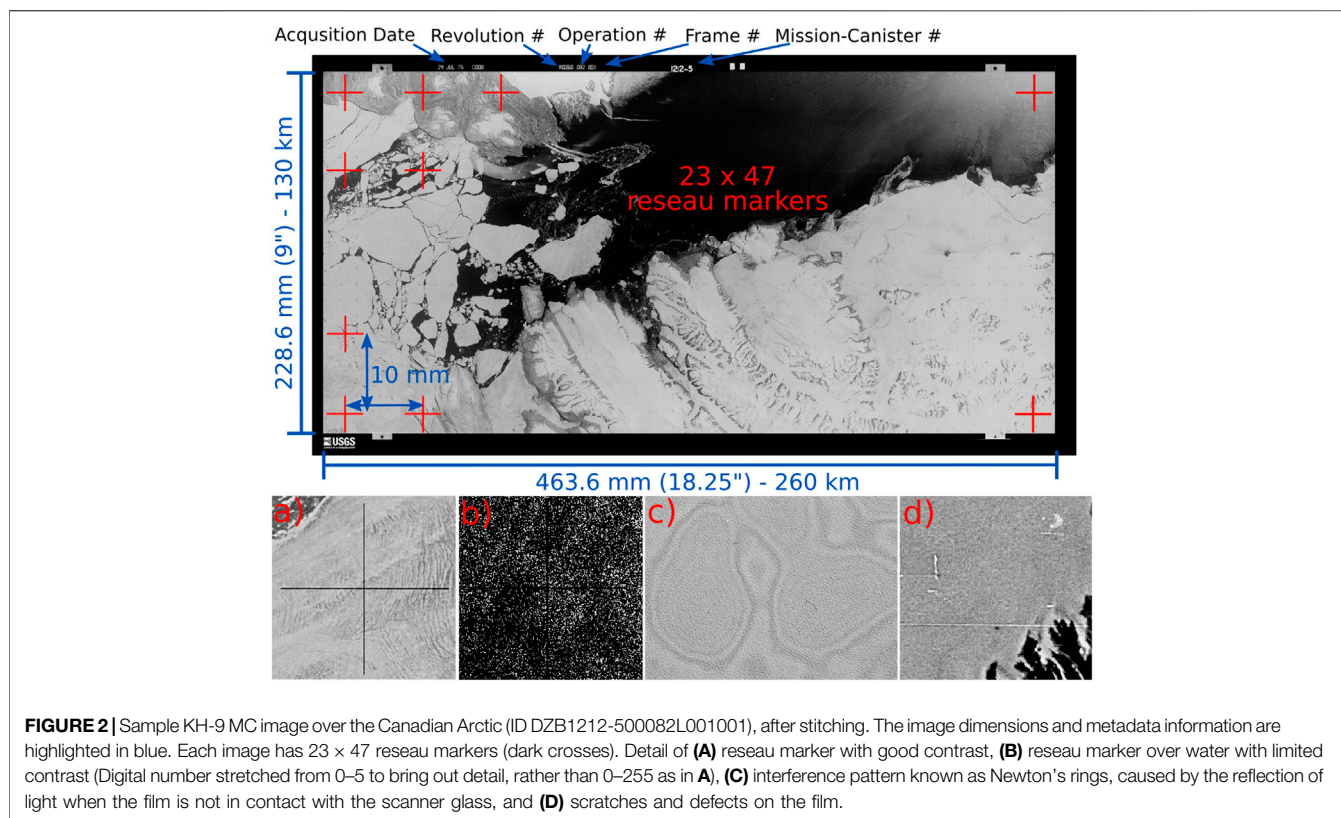 Acqusition Date Revolution # Operation # Frame # Mission-Canister #
24 JUL 76 1212-5
228.6 mm (9") - 130 km
23 x 47
reseau markers
10 mm
USGS
463.6 mm (18.25") - 260 km
a) b) c) d)
FIGURE 2 | Sample KH-9 MC image over the Canadian Arctic (ID DZB1212-500082L001001), after stitching. The image dimensions and metadata information are
highlighted in blue. Each image has 23 × 47 reseau markers (dark crosses). Detail of (A) reseau marker with good contrast, (B) reseau marker over water with limited
contrast (Digital number stretched from 0–5 to bring out detail, rather than 0–255 as in A), (C) interference pattern known as Newton's rings, caused by the reflection of
light when the film is not in contact with the scanner glass, and (D) scratches and defects on the film.